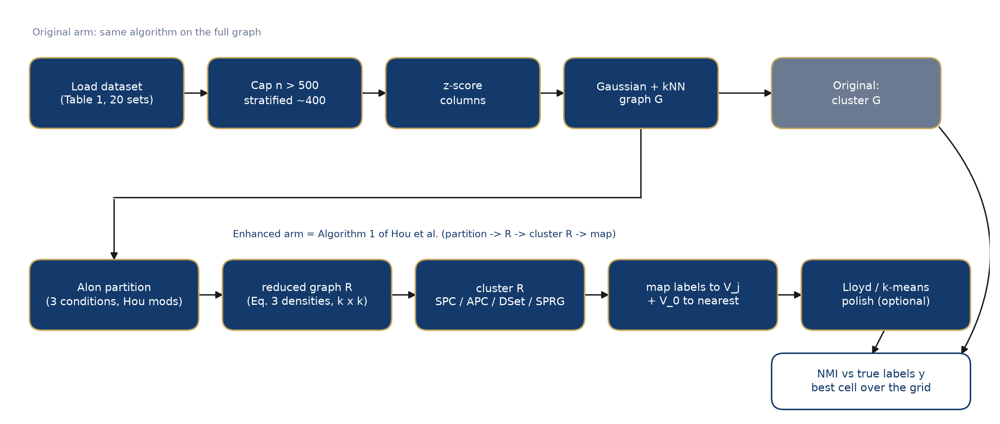 Original arm: same algorithm on the full graph
Load dataset
(Table 1, 20 sets)
Cap n > 500
stratified ~400
z-score
columns
Gaussian + kNN
graph G
Original:
cluster G
Enhanced arm = Algorithm 1 of Hou et al. (partition -> R -> cluster R -> map)
Alon partition
(3 conditions, Hou mods)
reduced graph R
(Eq. 3 densities, k x k)
cluster R
SPC / APC / DSet / SPRG
map labels to V_j
+ V_0 to nearest
Lloyd / k-means
polish (optional)
NMI vs true labels y
best cell over the grid